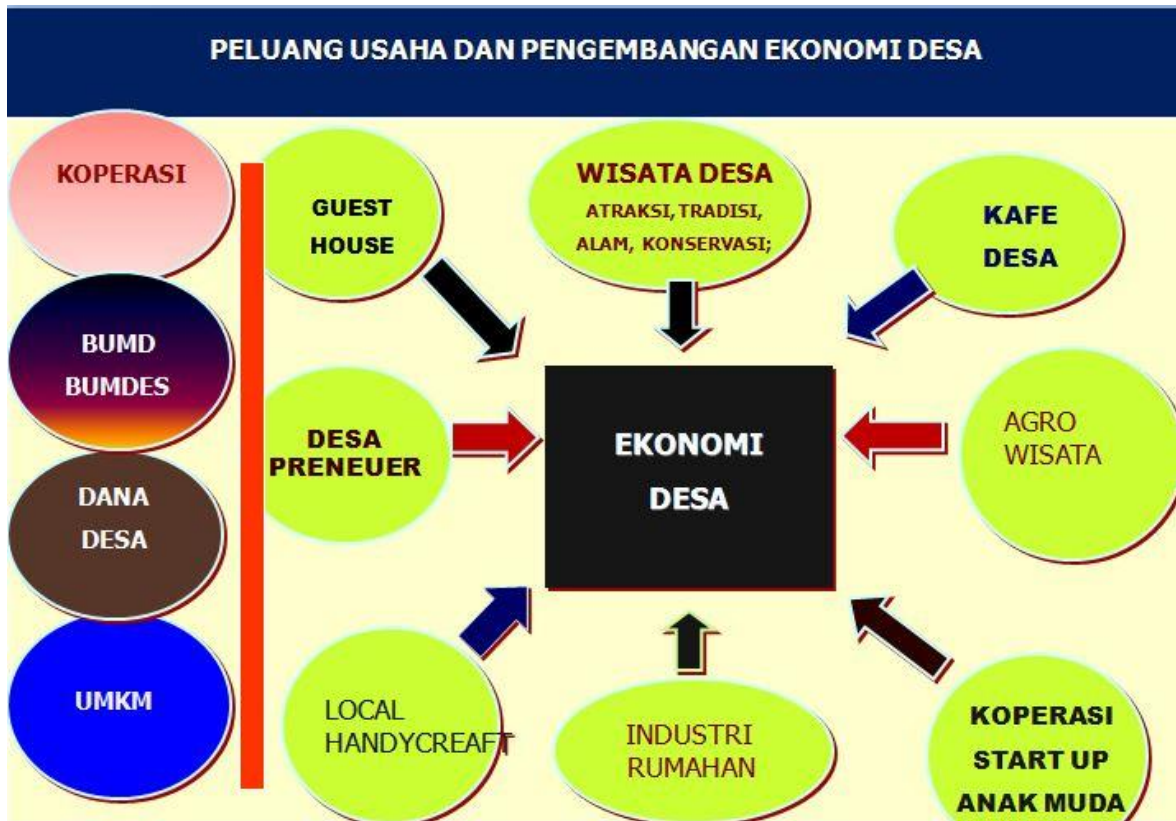 PELUANG USAHA DAN PENGEMBANGAN EKONOMI DESA
KOPERASI
BUMD
BUMDES
DANA
DESA
UMKM
GUEST
HOUSE
WISATA DESA
ATRAKSI, TRADISI,
ALAM, KONSERVASI;
KAFE
DESA
DESA
PRENEUER
EKONOMI
DESA
AGRO
WISATA
LOCAL
HANDYCREAFT
INDUSTRI
RUMAHAN
KOPERASI
START UP
ANAK MUDA